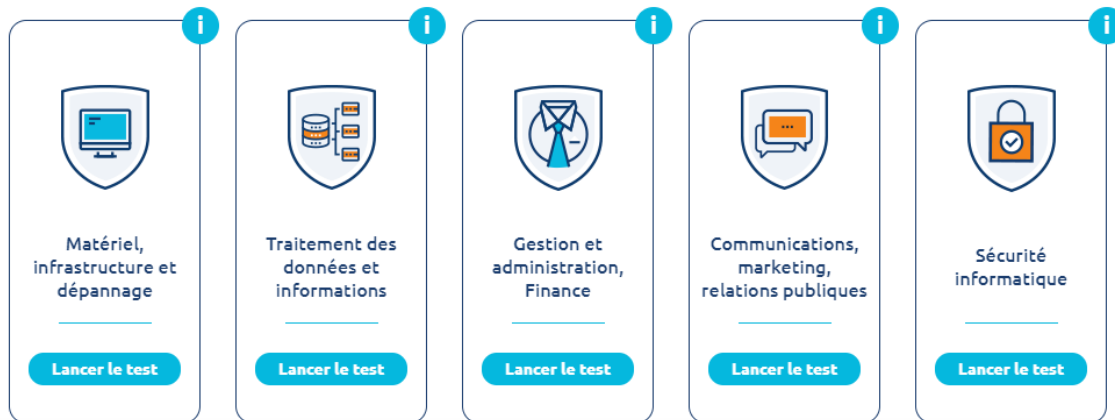 i
i
i
i
i
Matériel,
infrastructure et
dépannage
Lancer le test
Traitement des
données et
informations
Lancer le test
Gestion et
administration,
Finance
Lancer le test
Communications,
marketing,
relations publiques
Lancer le test
Sécurité
informatique
Lancer le test